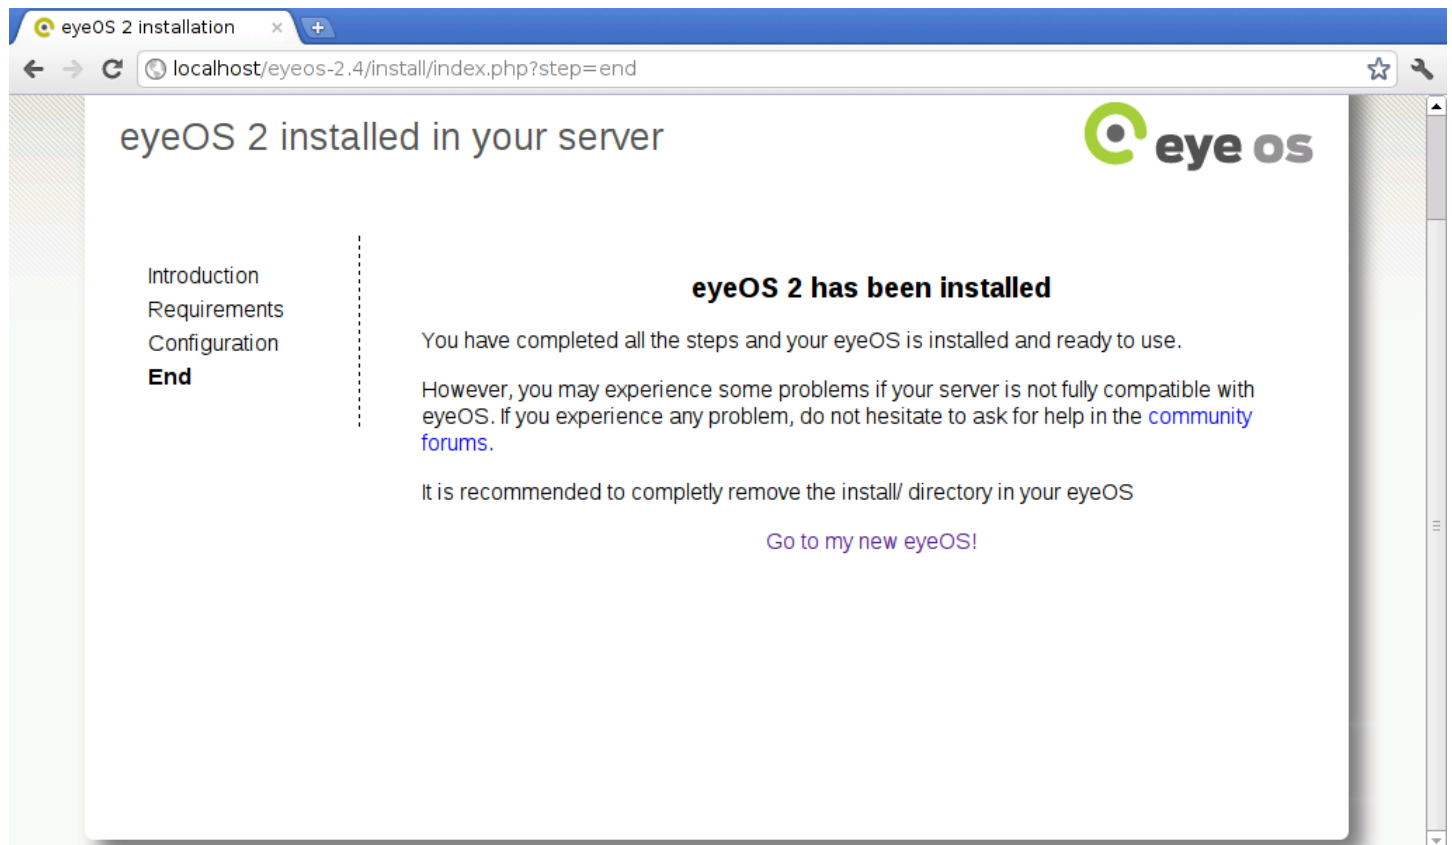 eyeOS 2 installation
localhost/eyeos-2.4/install/index.php?step=end
eyeOS 2 installed in your server
eye os
Introduction
Requirements
Configuration
End
eyeOS 2 has been installed
You have completed all the steps and your eyeOS is installed and ready to use.
However, you may experience some problems if your server is not fully compatible with
eyeOS. If you experience any problem, do not hesitate to ask for help in the community
forums.
It is recommended to completly remove the install/ directory in your eyeOS
Go to my new eyeOS!